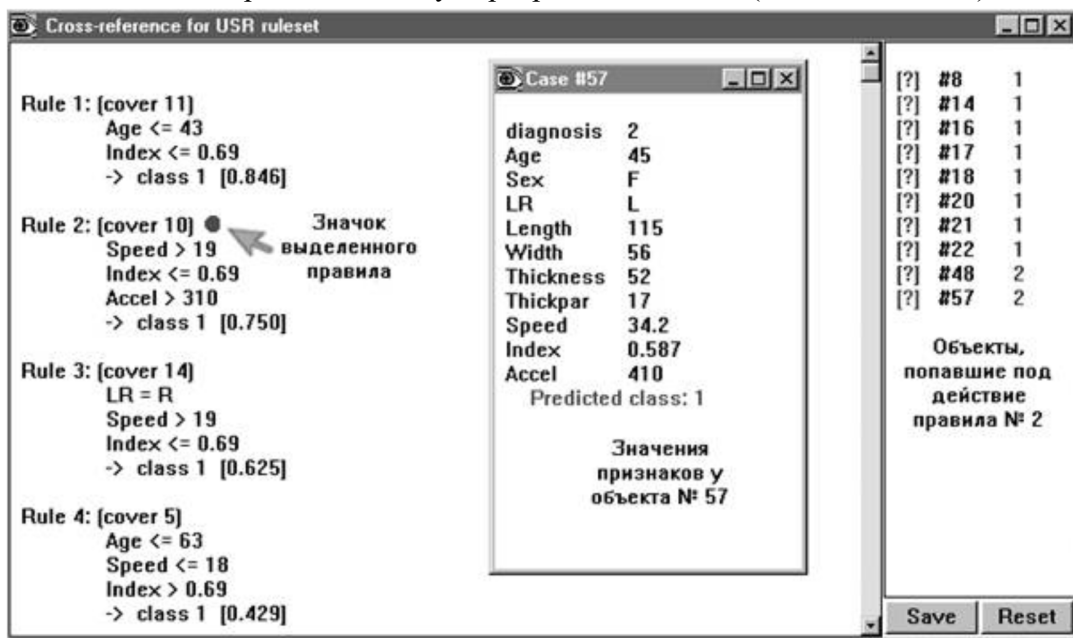 Cross-reference for USR ruleset
Rule 1: (cover 11)
Age <= 43
Index <= 0.69
-> class 1 [0.846]
Rule 2: (cover 10)
Speed > 19
Index <= 0.69
Accel > 310
-> class 1 [0.750]
Значок
выделенного
правила
Rule 3: (cover 14)
LR = R
Speed > 19
Index <= 0.69
-> class 1 [0.625]
Rule 4: (cover 5)
Age <= 63
Speed <= 18
Index > 0.69
-> class 1 [0.429]
Case #57
diagnosis 2
Age 45
Sex F
LR L
Length 115
Width 56
Thickness 52
Thickpar 17
Speed 34.2
Index 0.587
Accel 410
Predicted class: 1
Значения
признаков у
объекта № 57
[?] #8 1
[?] #14 1
[?] #16 1
[?] #17 1
[?] #18 1
[?] #20 1
[?] #21 1
[?] #22 1
[?] #48 2
[?] #57 2
Объекты,
попавшие под
действие
правила № 2
Save Reset